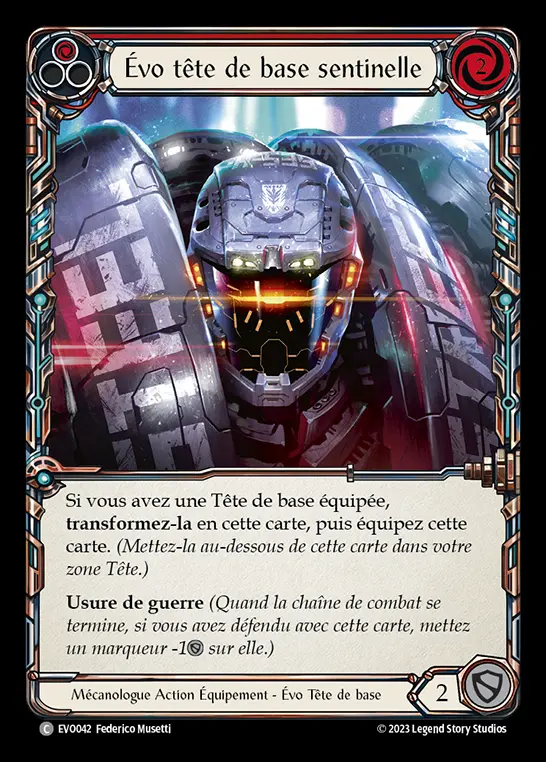 Évo tête de base sentinelle
2
Si vous avez une Tête de base équipée,
transformez-la en cette carte, puis équipez cette
carte. (Mettez-la au-dessous de cette carte dans votre
zone Tête.)
Usure de guerre (Quand la chaîne de combat se
termine, si vous avez défendu avec cette carte, mettez
un marqueur -1 sur elle.)
Mécanologue Action Équipement - Évo Tête de base
2
C EVO042 Federico Musetti
© 2023 Legend Story Studios